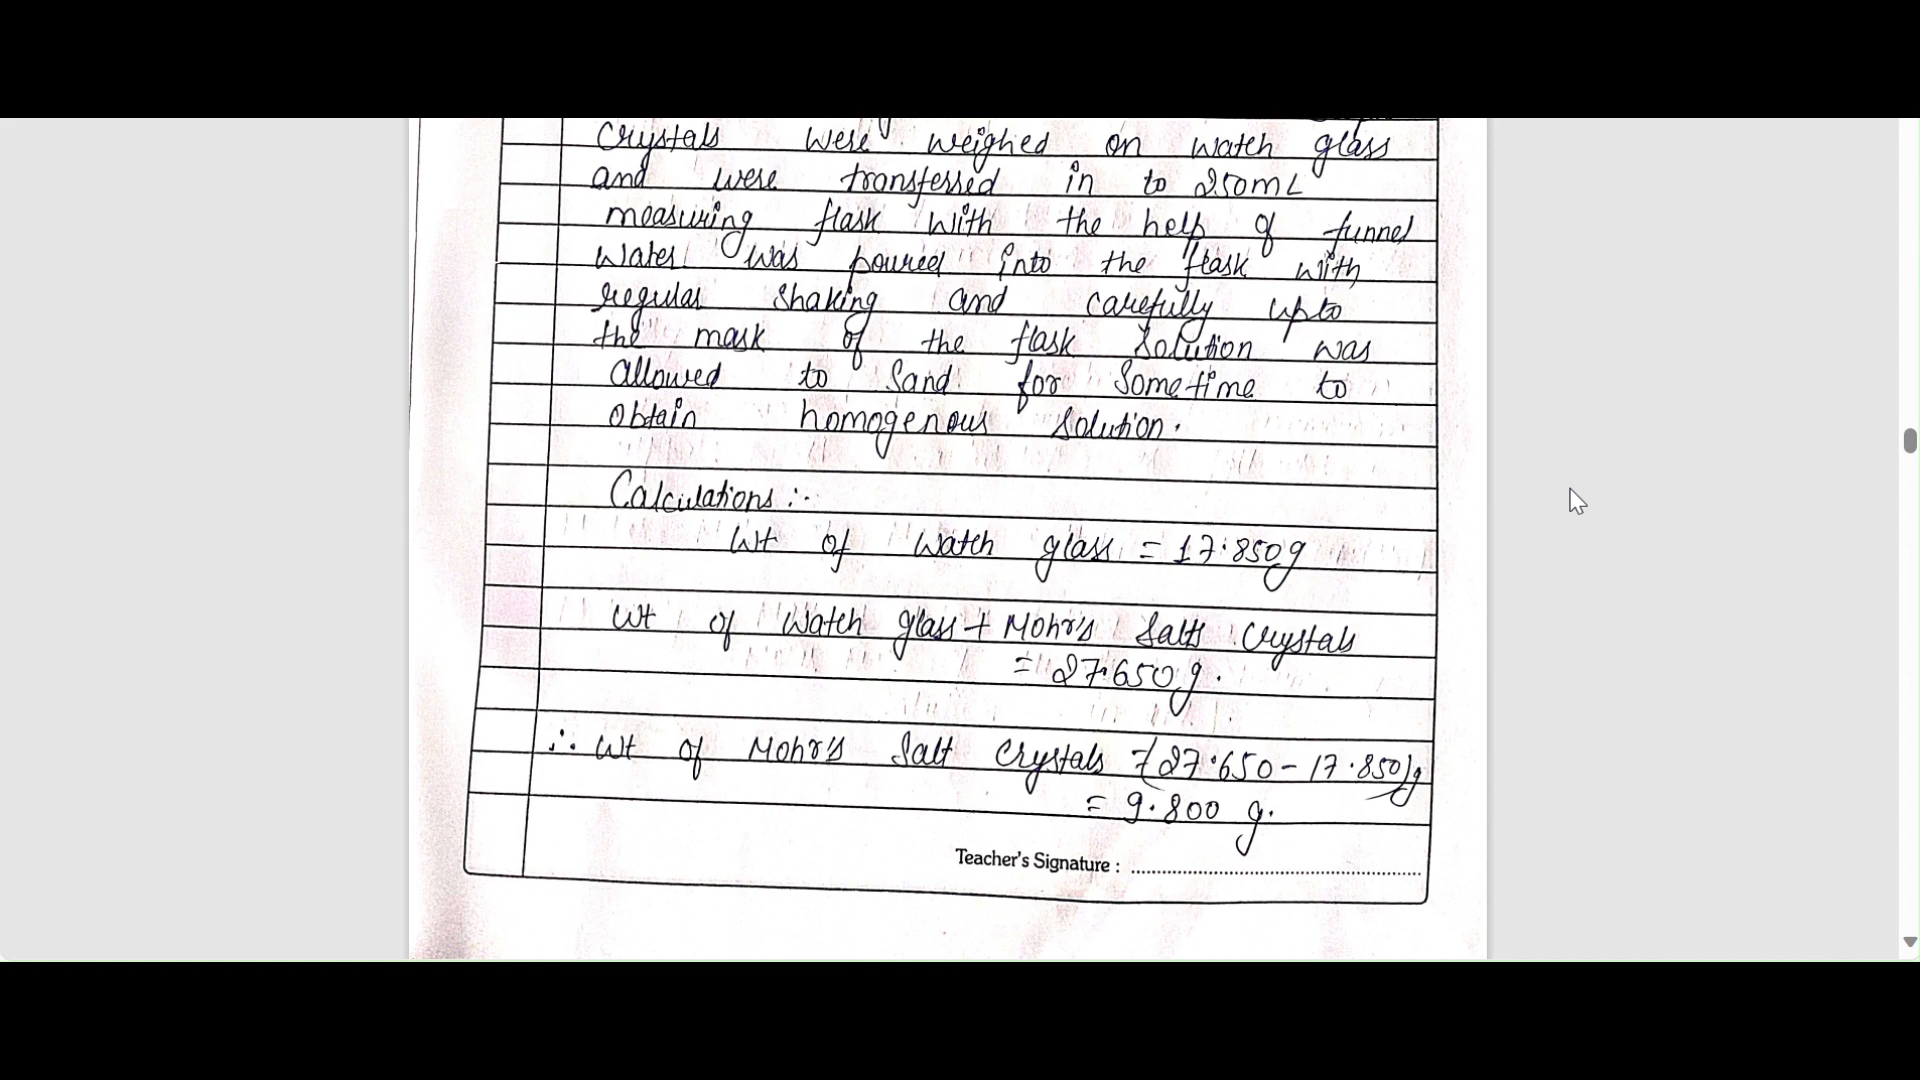 Crystals were weighed on watch glass
and were transferred in to 250mL
measuring flask with the help of funnel
Water was poured into the flask with
regular shaking and carefully upto
the mark of the flask Solution was
allowed to Sand for Sometime to
obtain homogenous solution.
Calculations :-
Wt of watch glass = 17.850g
Wt of Watch glass + Mohr's Salts Crystals
= 27.650g.
∴ Wt of Mohr's Salt Crystals = (27.650 - 17.850)g
= 9.800 g.
Teacher's Signature : ..........................................................